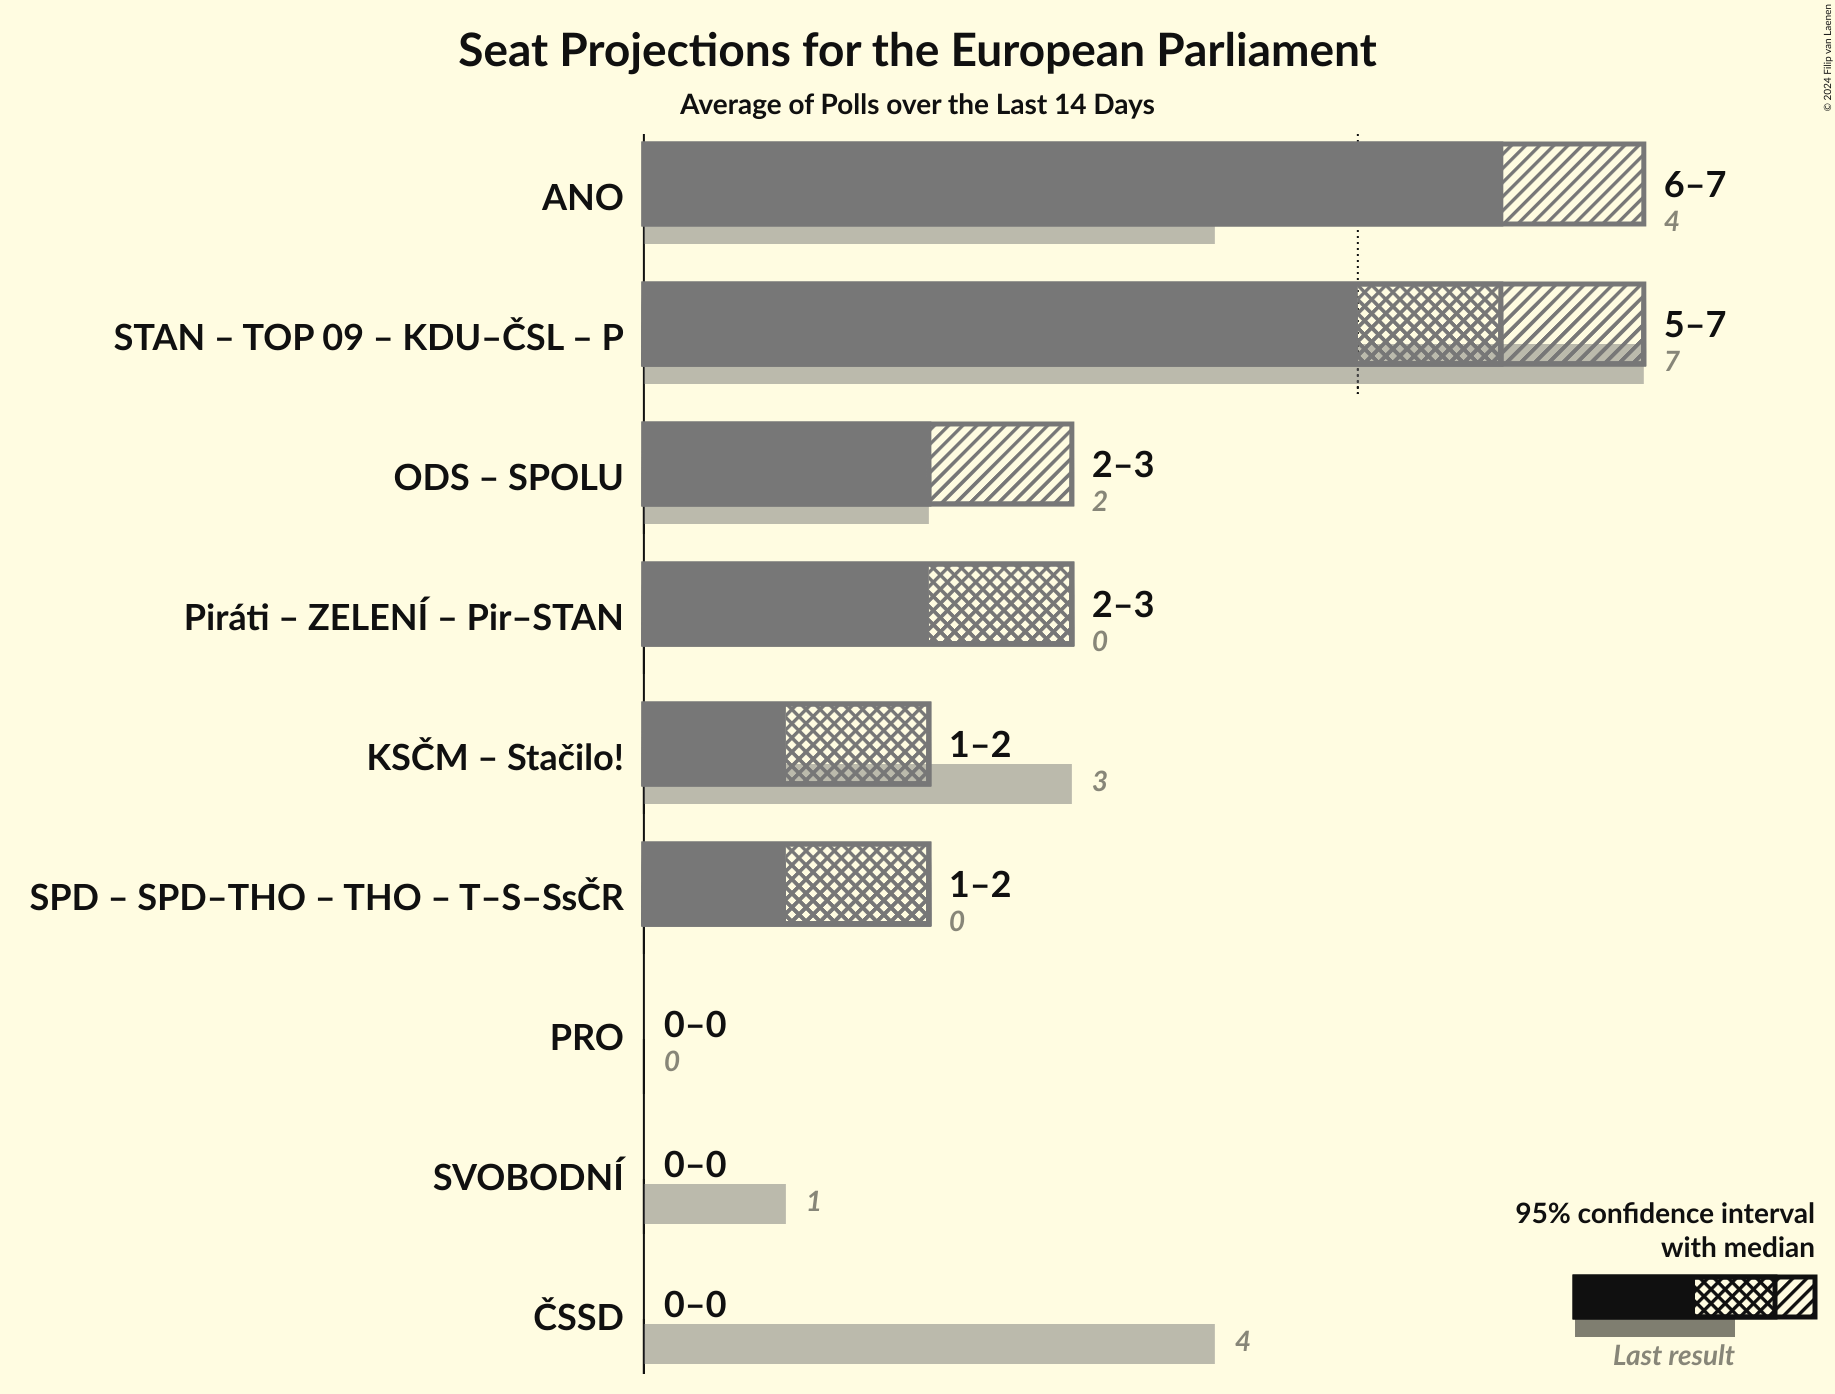 Seat Projections for the European Parliament
Average of Polls over the Last 14 Days
© 2024 Filip van Laenen
ANO
6–7
4
STAN – TOP 09 – KDU–ČSL – P
5–7
7
ODS – SPOLU
2–3
2
Piráti – ZELENÍ – Pir–STAN
2–3
0
KSČM – Stačilo!
1–2
3
SPD – SPD–THO – THO – T–S–SsČR
1–2
0
PRO
0–0
0
SVOBODNÍ
0–0
1
ČSSD
0–0
4
95% confidence interval
with median
Last result